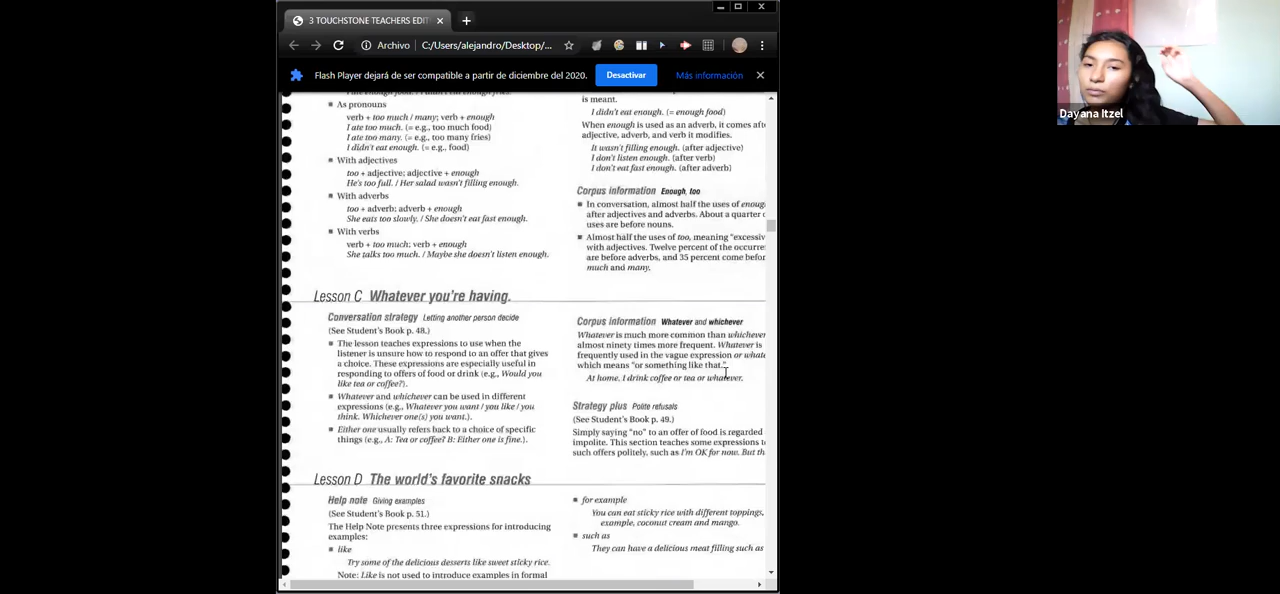 3 TOUCHSTONE TEACHERS EDIT
Archivo
C:/Users/alejandro/Desktop/...
Flash Player dejará de ser compatible a partir de diciembre del 2020.
Desactivar
Más información
As pronouns
verb + too much / many; verb + enough
I ate too much. (= e.g., too much food)
I ate too many. (= e.g., too many fries)
I didn't eat enough. (= e.g., food)
With adjectives
too + adjective; adjective + enough
He's too full. / Her salad wasn't filling enough.
With adverbs
too + adverb; adverb + enough
She eats too slowly. / She doesn't eat fast enough.
With verbs
verb + too much; verb + enough
She talks too much. / Maybe she doesn't listen enough.
is meant.
I didn't eat enough. (= enough food)
When enough is used as an adverb, it comes afte
adjective, adverb, and verb it modifies.
It wasn't filling enough. (after adjective)
I don't listen enough. (after verb)
I don't eat fast enough. (after adverb)
Corpus information Enough, too
In conversation, almost half the uses of enoug
after adjectives and adverbs. About a quarter o
uses are before nouns.
Almost half the uses of too, meaning "excessiv
with adjectives. Twelve percent of the occurre
are before adverbs, and 35 percent come befor
much and many.
Lesson C Whatever you're having.
Conversation strategy Letting another person decide
(See Student's Book p. 48.)
The lesson teaches expressions to use when the
listener is unsure how to respond to an offer that gives
a choice. These expressions are especially useful in
responding to offers of food or drink (e.g., Would you
like tea or coffee?).
Whatever and whichever can be used in different
expressions (e.g., Whatever you want / you like / you
think. Whichever one(s) you want.).
Either one usually refers back to a choice of specific
things (e.g., A: Tea or coffee? B: Either one is fine.).
Corpus information Whatever and whichever
Whatever is much more common than whichever
almost ninety times more frequent. Whatever is
frequently used in the vague expression or whate
which means "or something like that."
At home, I drink coffee or tea or whatever.
Strategy plus Polite refusals
(See Student's Book p. 49.)
Simply saying "no" to an offer of food is regarded
impolite. This section teaches some expressions t
such offers politely, such as I'm OK for now. But th
Lesson D The world's favorite snacks
Help note Giving examples
(See Student's Book p. 51.)
The Help Note presents three expressions for introducing
examples:
like
Try some of the delicious desserts like sweet sticky rice.
Note: Like is not used to introduce examples in formal
for example
You can eat sticky rice with different toppings,
example, coconut cream and mango.
such as
They can have a delicious meat filling such as
Dayana Itzel